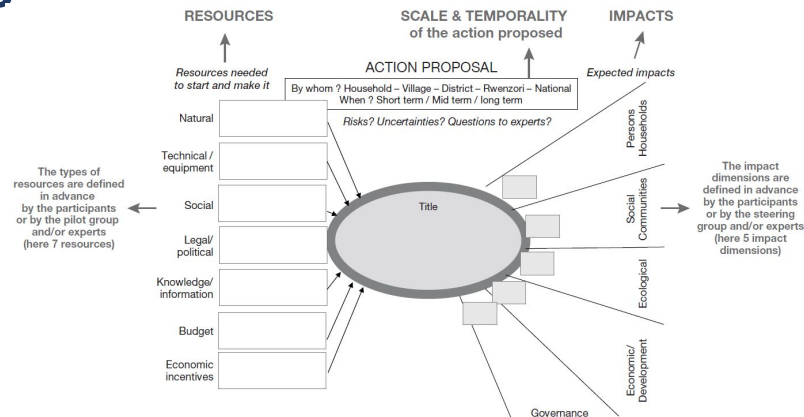 RESOURCES
SCALE & TEMPORALITY
of the action proposed
IMPACTS
Resources needed
to start and make it
ACTION PROPOSAL
Expected impacts
By whom ? Household – Village – District – Rwenzori – National
When ? Short term / Mid term / long term
Risks? Uncertainties? Questions to experts?
Natural
Technical /
equipment
Social
Legal/
political
Knowledge/
information
Budget
Economic
incentives
The types of
resources are defined
in advance
by the participants
or by the pilot group
and/or experts
(here 7 resources)
Title
Persons
Households
Social
Communities
Ecological
Economic/
Development
Governance
The impact
dimensions are
defined in advance
by the participants
or by the steering
group and/or experts
(here 5 impact
dimensions)